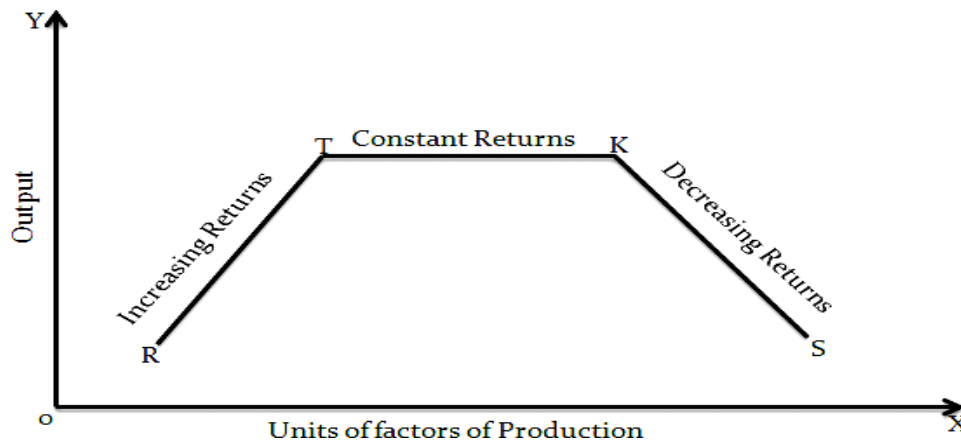 Y
Output
Increasing Returns
R
T
Constant Returns
K
Decreasing Returns
S
o
Units of factors of Production
X